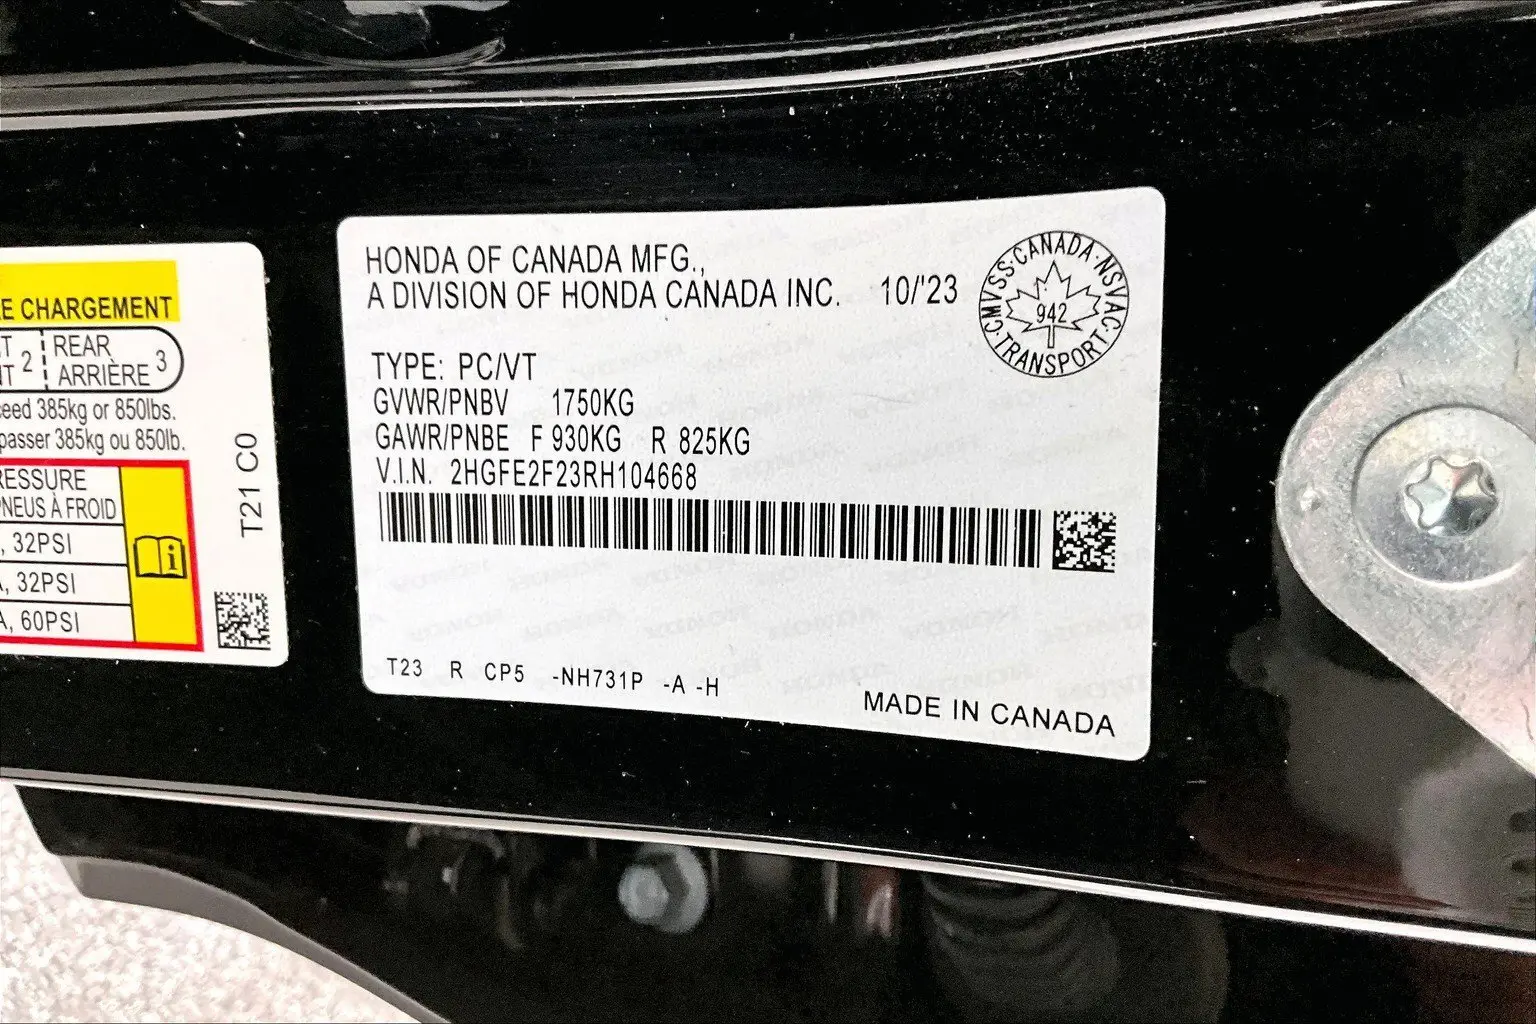 E CHARGEMENT
T 2 REAR 3
NT ARRIÈRE
ceed 385kg or 850lbs.
passer 385kg ou 850lb.
RESSURE
PNEUS À FROID
, 32PSI
A, 32PSI
A, 60PSI
T21 C0
HONDA OF CANADA MFG.,
A DIVISION OF HONDA CANADA INC. 10/'23
CMVSS·CANADA·NSVAC·TRANSPORT·
942
TYPE: PC/VT
GVWR/PNBV 1750KG
GAWR/PNBE F 930KG R 825KG
V.I.N. 2HGFE2F23RH104668
T23 R CP5 -NH731P -A -H
MADE IN CANADA